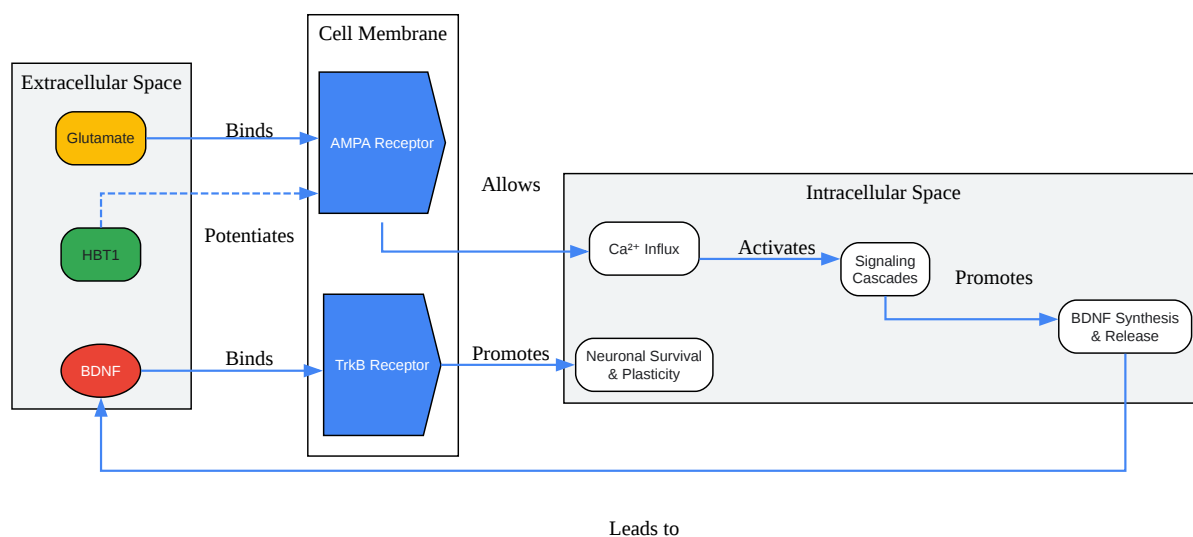 Cell Membrane
Extracellular Space
Glutamate
Binds
AMPA Receptor
Allows
Intracellular Space
Potentiates
HBT1
Ca²⁺ Influx
Activates
Signaling
Cascades
Promotes
BDNF Synthesis
& Release
BDNF
Binds
TrkB Receptor
Promotes
Neuronal Survival
& Plasticity
Leads to